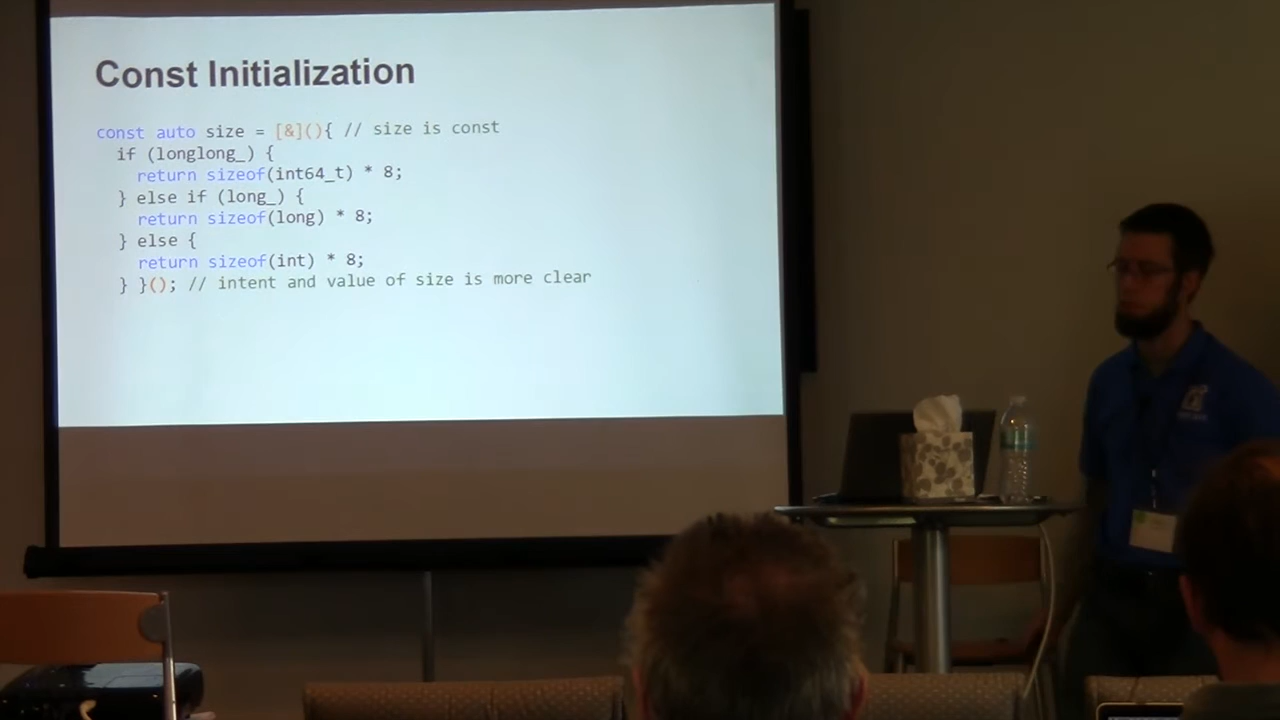 Const Initialization
const auto size = [&](){ // size is const
if (longlong_) {
return sizeof(int64_t) * 8;
} else if (long_) {
return sizeof(long) * 8;
} else {
return sizeof(int) * 8;
} }(); // intent and value of size is more clear